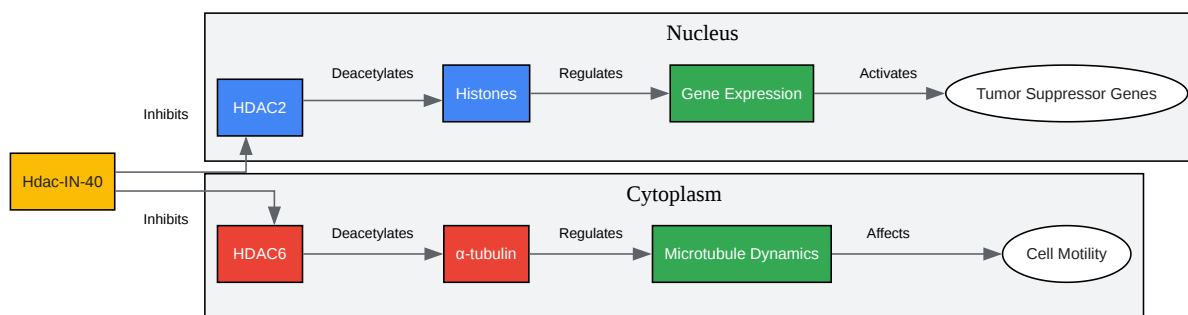 Nucleus
Deacetylates
Regulates
Activates
HDAC2
Histones
Gene Expression
Tumor Suppressor Genes
Inhibits
Hdac-IN-40
Inhibits
Cytoplasm
Deacetylates
Regulates
Affects
HDAC6
α-tubulin
Microtubule Dynamics
Cell Motility